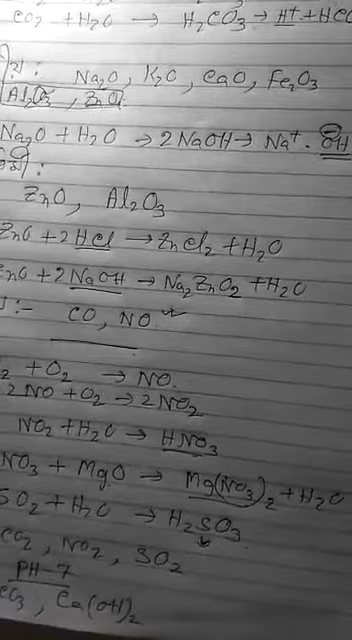 CO₂ + H₂O → H₂CO₃ → H⁺ + HCO
Na₂O, K₂O, CaO, Fe₂O₃
Al₂O₃, ZnO
Na₂O + H₂O → 2NaOH → Na⁺ · OH
ZnO, Al₂O₃
ZnO + 2HCl → ZnCl₂ + H₂O
ZnO + 2NaOH → Na₂ZnO₂ + H₂O
:- CO, NO *
₂ + O₂ → NO.
2NO + O₂ → 2NO₂
NO₂ + H₂O → HNO₃
NO₃ + MgO → Mg(NO₃)₂ + H₂O
SO₂ + H₂O → H₂SO₃
CO₂, NO₂, SO₂
PH-7
CO₃, Ca(OH)₂